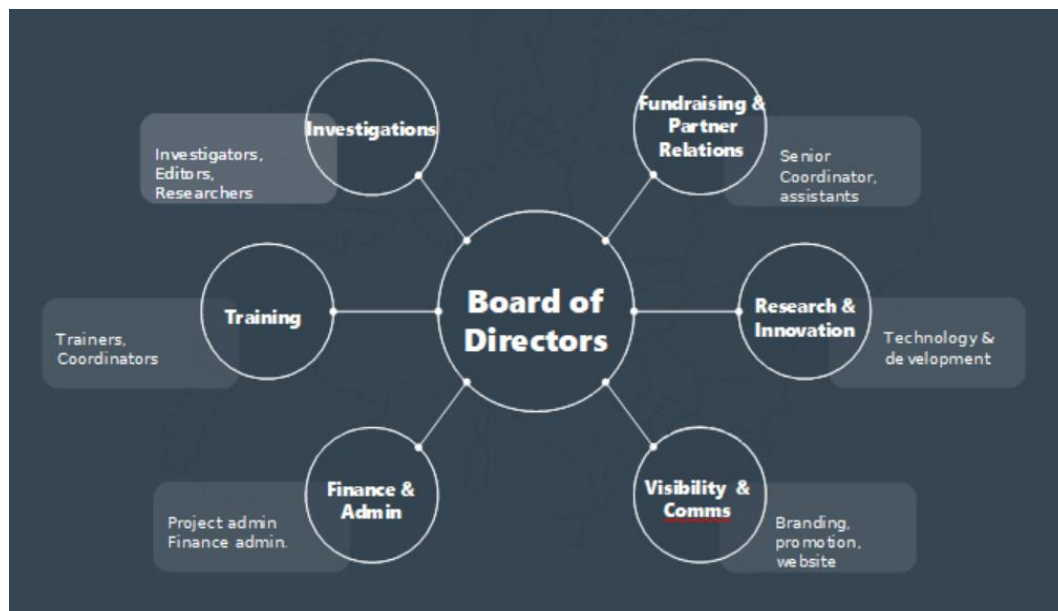 Investigations
Investigators,
Editors,
Researchers
Fundraising &
Partner
Relations
Senior
Coordinator,
assistants
Board of
Directors
Training
Trainers,
Coordinators
Research &
Innovation
Technology &
development
Finance &
Admin
Project admin
Finance admin.
Visibility &
Comms
Branding,
promotion,
website